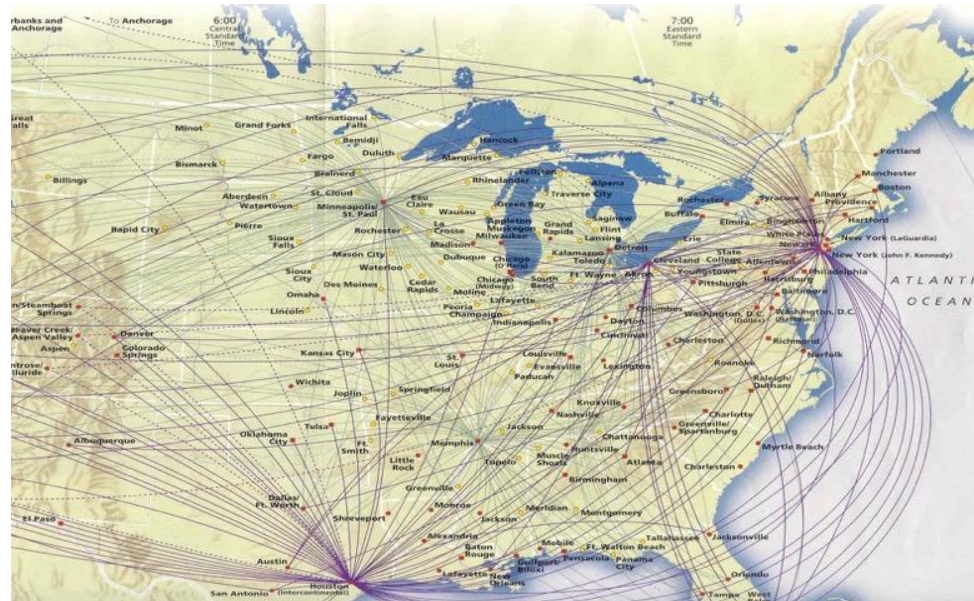 rbanks and
Anchorage
To Anchorage
6:00
Central
Standard
Time
7:00
Eastern
Standard
Time
Great
alls
Minot
Grand Forks
International
Falls
Bemidji
Duluth
Hancock
Marquette
Portland
Bismarck
Fargo
Brainerd
Rhinelander
Pellston
Alpena
Manchester
Billings
Boston
Aberdeen
St. Cloud
Eau
Claire
Green Bay
Traverse
City
Rochester
Syracuse
Albany
Providence
Watertown
Minneapolis/
St. Paul
Wausau
Appleton
Saginaw
Buffalo
Elmira
Binghamton
Hartford
Rapid City
Pierre
Rochester
La
Crosse
Muskegon
Milwaukee
Grand
Rapids
Flint
Lansing
White Plains
Newark
New York (LaGuardia)
Sioux
Falls
Mason City
Madison
Kalamazoo
Detroit
Erie
State
College
New York (John F. Kennedy)
Waterloo
Dubuque
Chicago
(O'Hare)
Toledo
Cleveland
Allentown
Sioux
City
Cedar
Rapids
Chicago
(Midway)
South
Bend
Ft. Wayne
Akron
Youngstown
Harrisburg
Philadelphia
ATLANTI
OCEAN
Des Moines
Moline
Lafayette
Pittsburgh
Baltimore
Omaha
Peoria
Columbus
Washington, D.C.
(Dulles)
Washington, D.C.
n/Steamboat
Springs
Lincoln
Champaign
Indianapolis
Dayton
Cincinnati
Richmond
eaver Creek/
Aspen Valley
Denver
Charleston
Norfolk
Aspen
Colorado
Springs
Kansas City
St.
Louis
Louisville
Evansville
Lexington
Roanoke
ntrose/
lluride
Wichita
Springfield
Paducah
Raleigh/
Durham
Joplin
Knoxville
Greensboro
Fayetteville
Nashville
Charlotte
Tulsa
Jackson
Greenville/
Spartanburg
Albuquerque
Oklahoma
City
Ft.
Smith
Memphis
Chattanooga
Myrtle Beach
Little
Rock
Tupelo
Muscle
Shoals
Huntsville
Atlanta
Charleston
Greenville
Birmingham
Dallas/
Ft. Worth
Monroe
Meridian
Montgomery
El Paso
Shreveport
Jackson
Alexandria
Tallahassee
Jacksonville
Mobile
Baton
Rouge
Gulfport/
Biloxi
Pensacola
Ft. Walton Beach
Panama
City
Austin
Lafayette
New
Orleans
Orlando
San Antonio
Houston
(Intercontinental)
Tampa
West